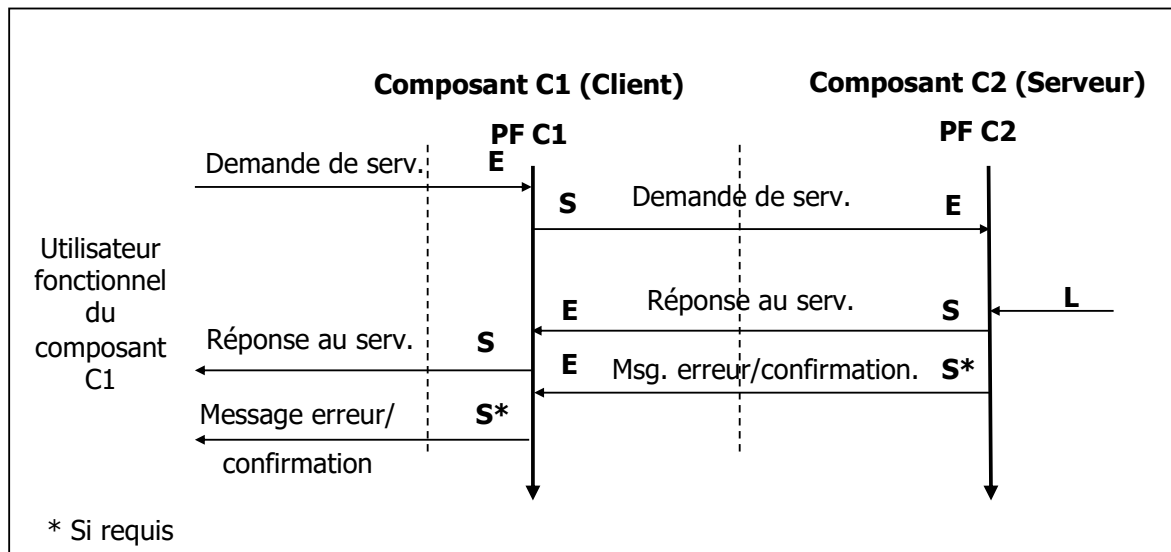 Composant C1 (Client)
Composant C2 (Serveur)
PF C1
PF C2
Demande de serv.
E
S
Demande de serv.
E
Utilisateur
fonctionnel
du
composant
C1
E
Réponse au serv.
S
L
Réponse au serv.
S
E
Msg. erreur/confirmation.
S*
Message erreur/
S*
confirmation
* Si requis